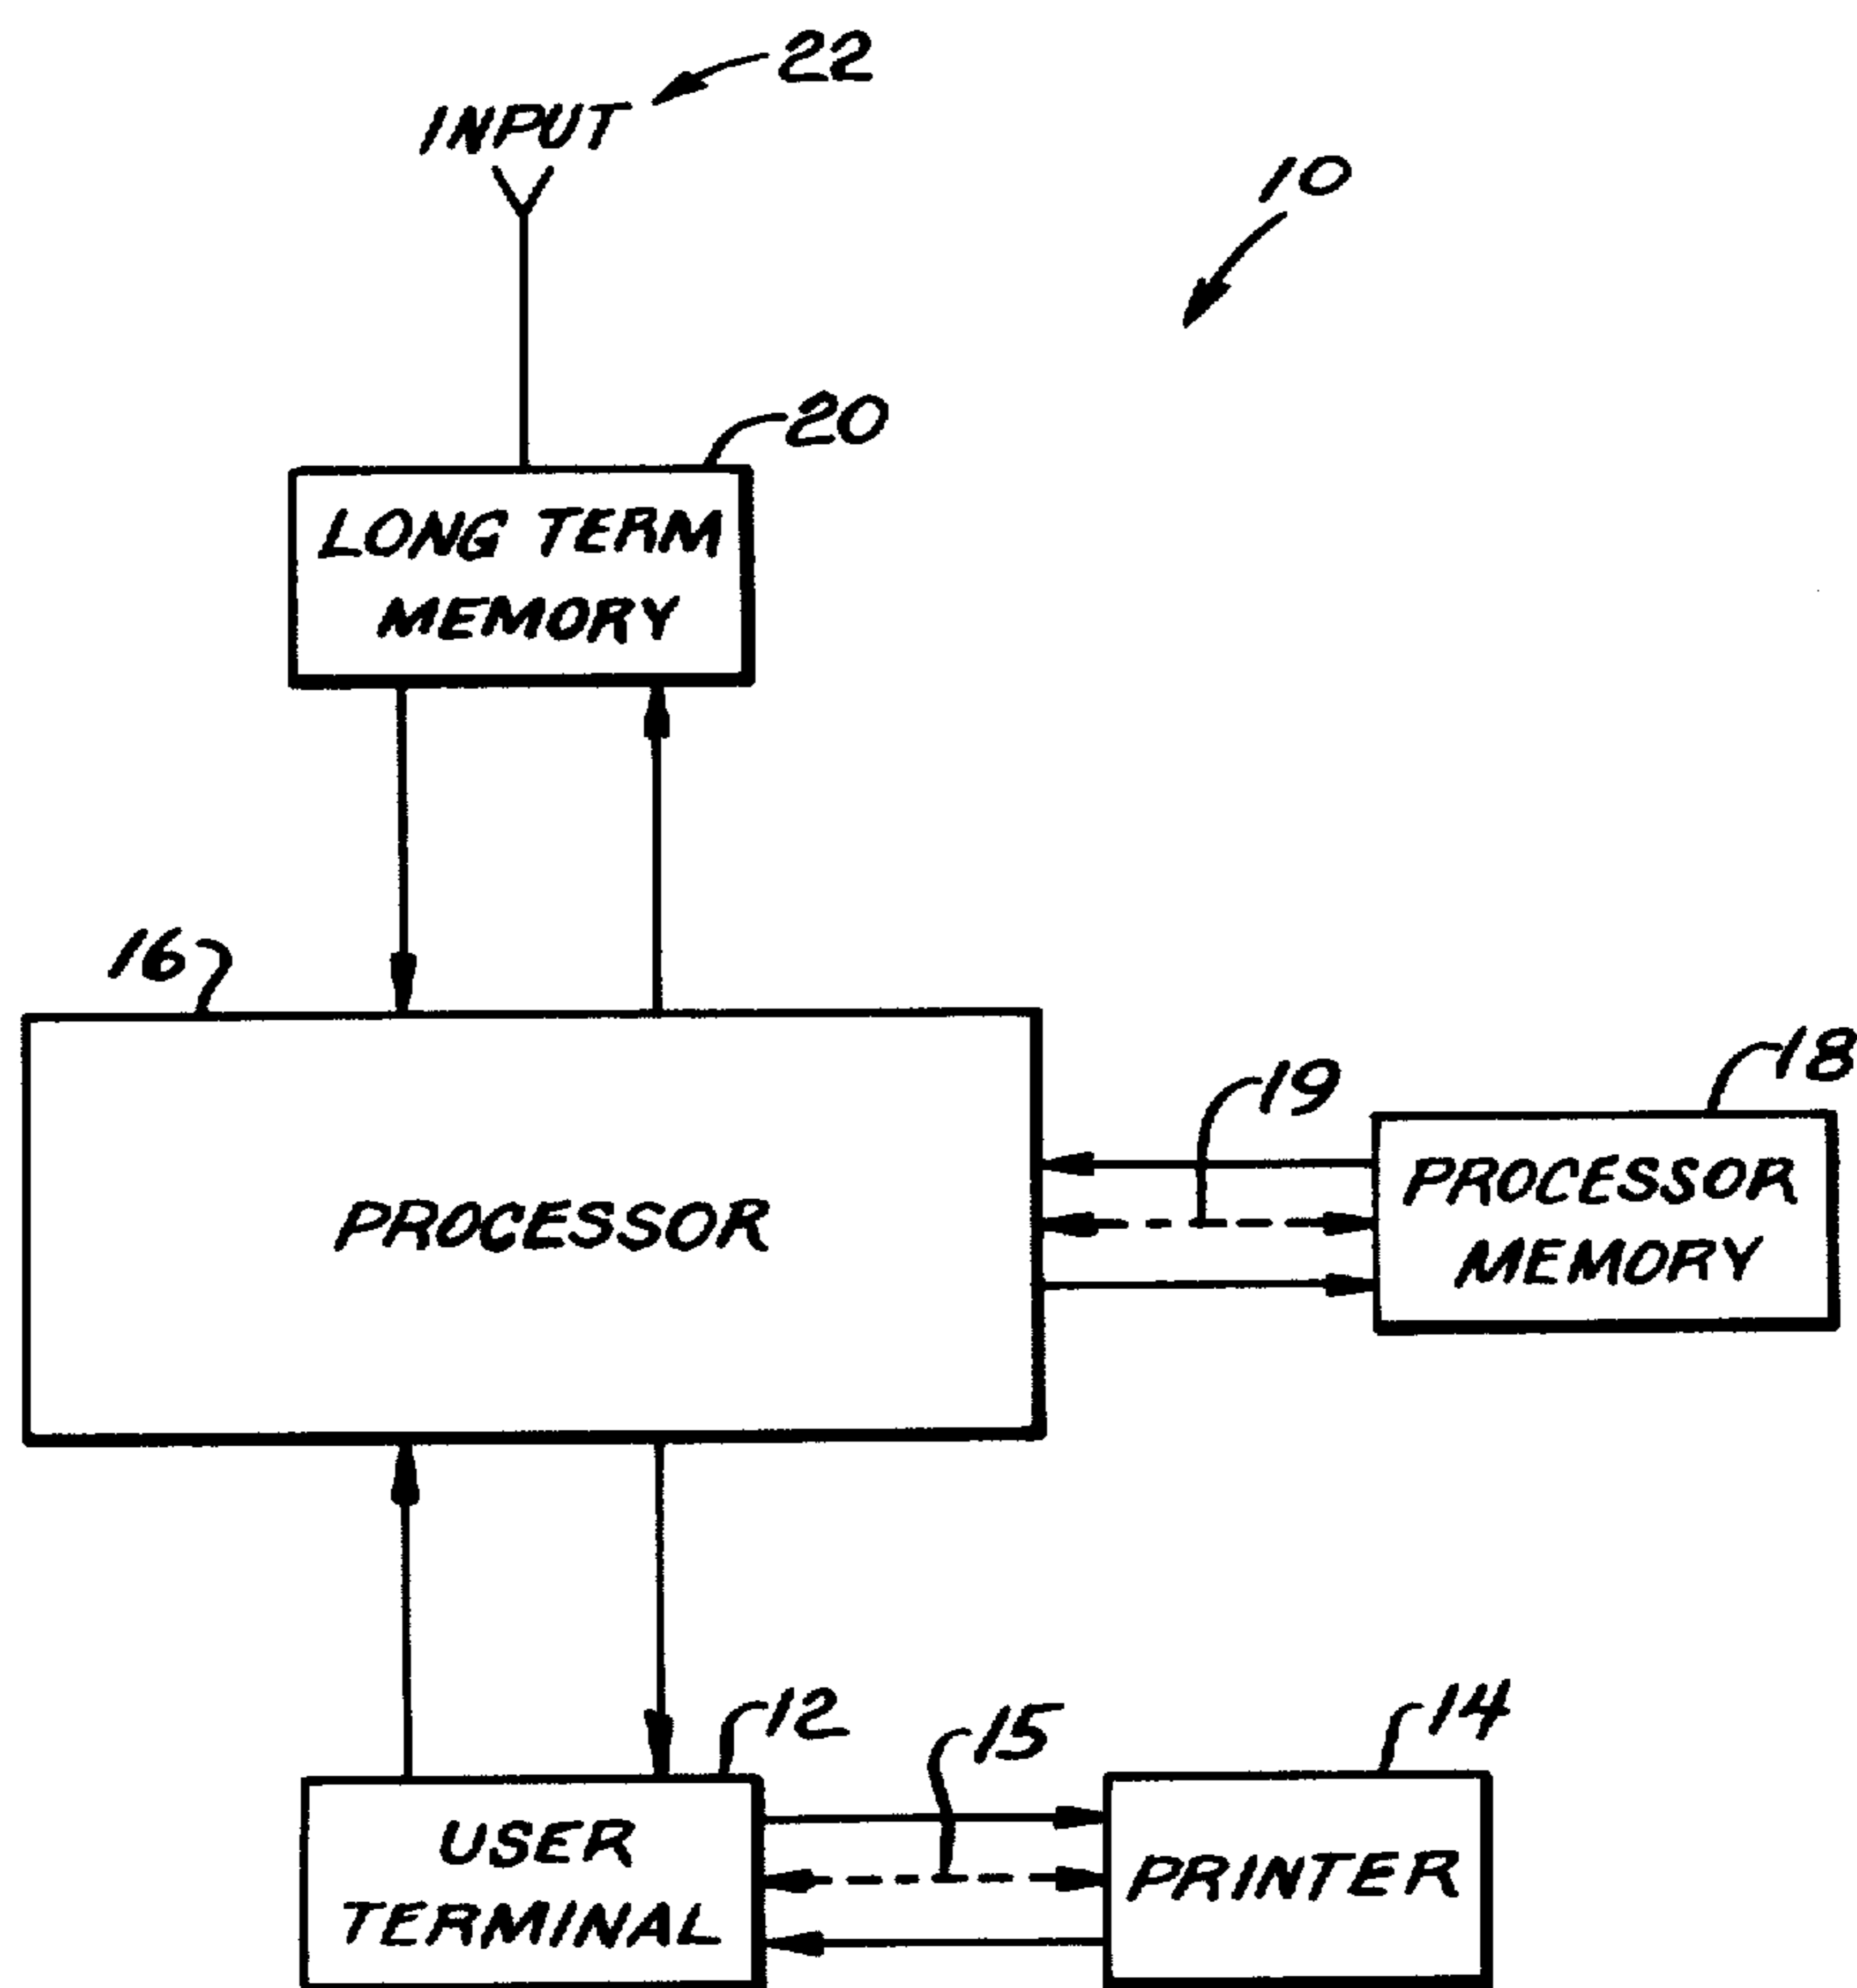 22
INPUT
10
20
LONG TERM
MEMORY
16
18
19
PROCESSOR
MEMORY
PROCESSOR
12
15
14
USER
TERMINAL
PRINTER